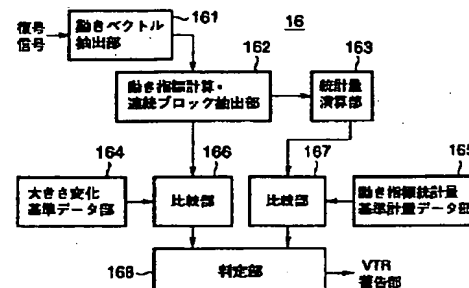 161
復号
信号
動きベクトル
抽出部
16
162
163
動き指標計算・
連続ブロック抽出部
統計量
演算部
164
166
167
165
大きさ変化
基準データ部
比較部
比較部
動き指標統計量
基準計量データ部
168
判定部
VTR
警告部